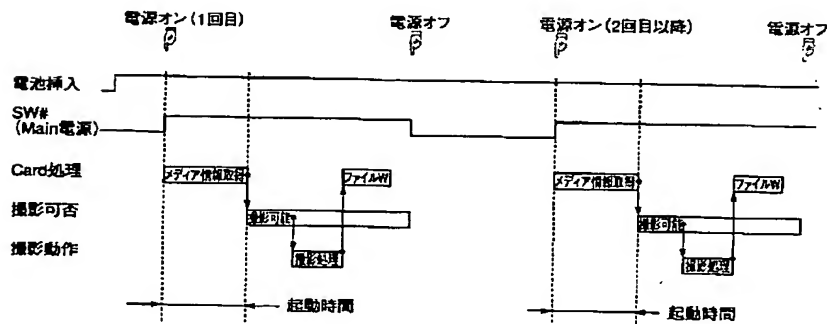 電源オン(1回目)
電源オフ
電源オン(2回目以降)
電源オフ
電池挿入
SW#
(Main電源)
Card処理
メディア情報取得
ファイルW
メディア情報取得
ファイルW
撮影可否
撮影可能
撮影可能
撮影動作
撮影処理
撮影処理
起動時間
起動時間